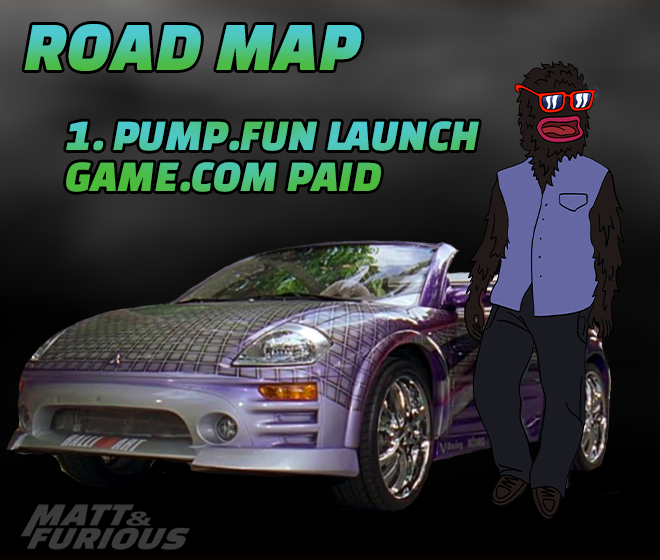 ROAD MAP
1. PUMP.FUN LAUNCH
GAME.COM PAID
MATT&
FURIOUS